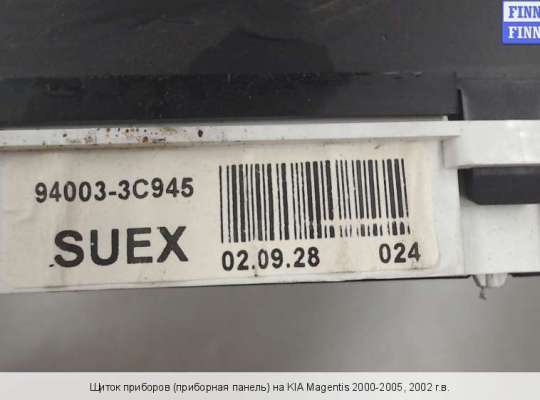 FINN
FINN
94003-3C945
SUEX
02.09.28 024
Щиток приборов (приборная панель) на KIA Magentis 2000-2005, 2002 г.в.